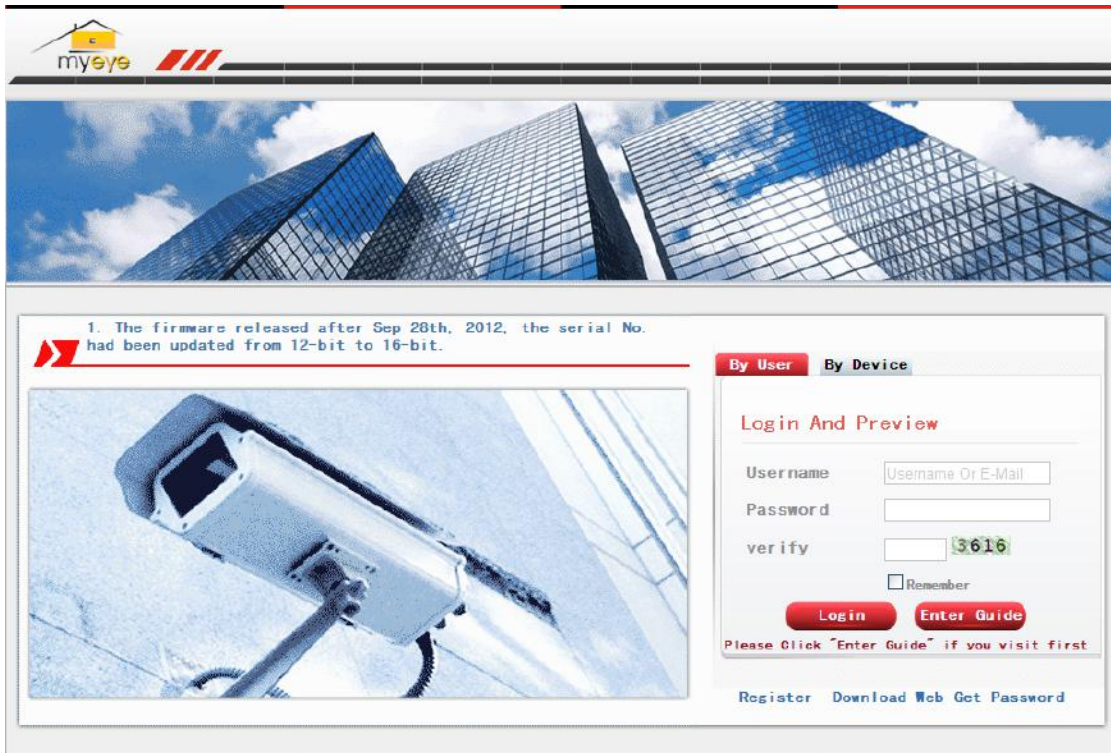 myeye
1. The firmware released after Sep 28th, 2012, the serial No.
had been updated from 12-bit to 16-bit.
By User By Device
Login And Preview
Username Username Or E-Mail
Password
verify 3616
Remember
Login Enter Guide
Please Click "Enter Guide" if you visit first
Register Download Web Get Password